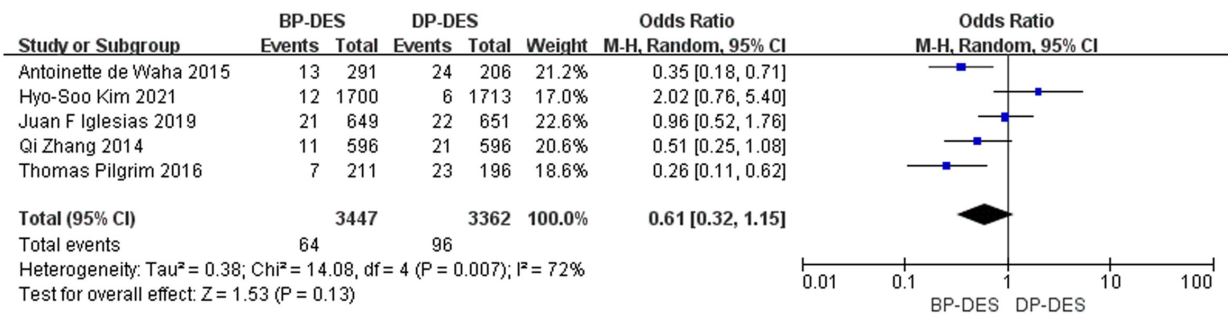 BP-DES DP-DES Odds Ratio Odds Ratio
Study or Subgroup Events Total Events Total Weight M-H, Random, 95% CI M-H, Random, 95% CI
Antoinette de Waha 2015 13 291 24 206 21.2% 0.35 [0.18, 0.71]
Hyo-Soo Kim 2021 12 1700 6 1713 17.0% 2.02 [0.76, 5.40]
Juan F Iglesias 2019 21 649 22 651 22.6% 0.96 [0.52, 1.76]
Qi Zhang 2014 11 596 21 596 20.6% 0.51 [0.25, 1.08]
Thomas Pilgrim 2016 7 211 23 196 18.6% 0.26 [0.11, 0.62]
Total (95% CI) 3447 3362 100.0% 0.61 [0.32, 1.15]
Total events 64 96
Heterogeneity: Tau² = 0.38; Chi² = 14.08, df = 4 (P = 0.007); I² = 72%
Test for overall effect: Z = 1.53 (P = 0.13)
0.01 0.1 1 10 100
BP-DES DP-DES